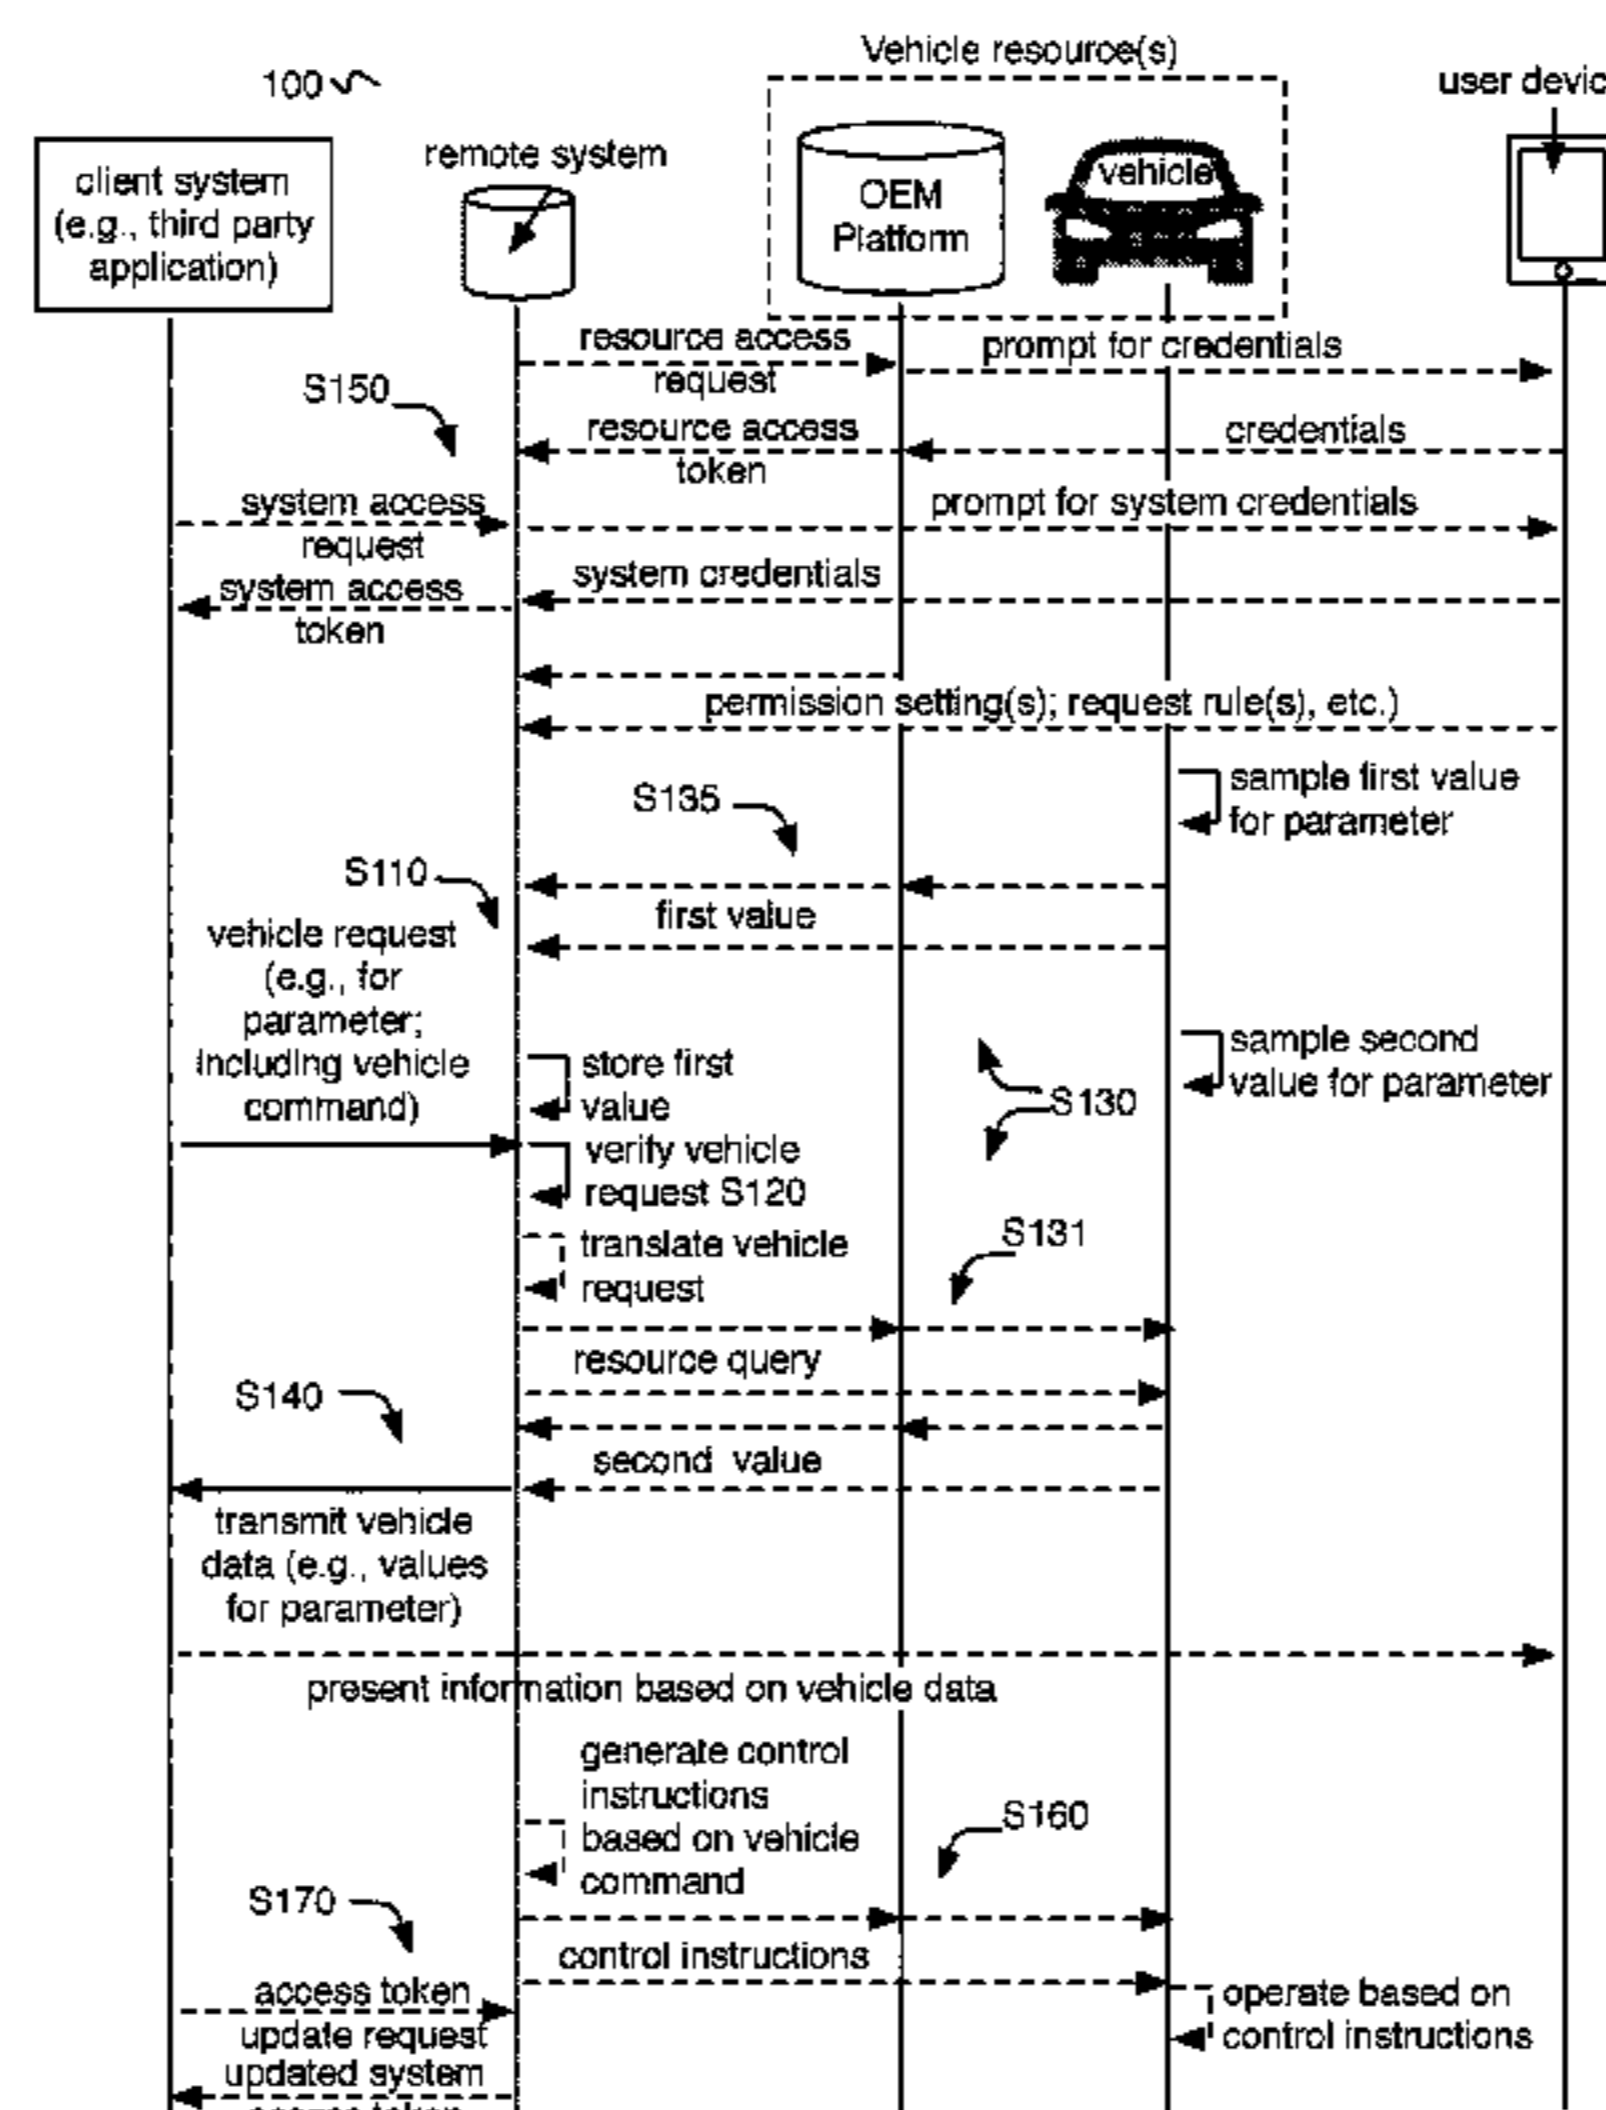 Vehicle resource(s)
100
user devic
remote system
client system
(e.g., third party
application)
OEM
Platform
vehicle
resource access
request
prompt for credentials
S150
resource access
token
credentials
system access
request
prompt for system credentials
system access
token
system credentials
permission setting(s); request rule(s), etc.)
sample first value
for parameter
S135
S110
first value
vehicle request
(e.g., for
parameter;
including vehicle
command)
store first
value
sample second
value for parameter
S130
verify vehicle
request S120
translate vehicle
request
S131
resource query
S140
second value
transmit vehicle
data (e.g., values
for parameter)
present information based on vehicle data
generate control
instructions
based on vehicle
command
S160
S170
control instructions
access token
update request
operate based on
control instructions
updated system